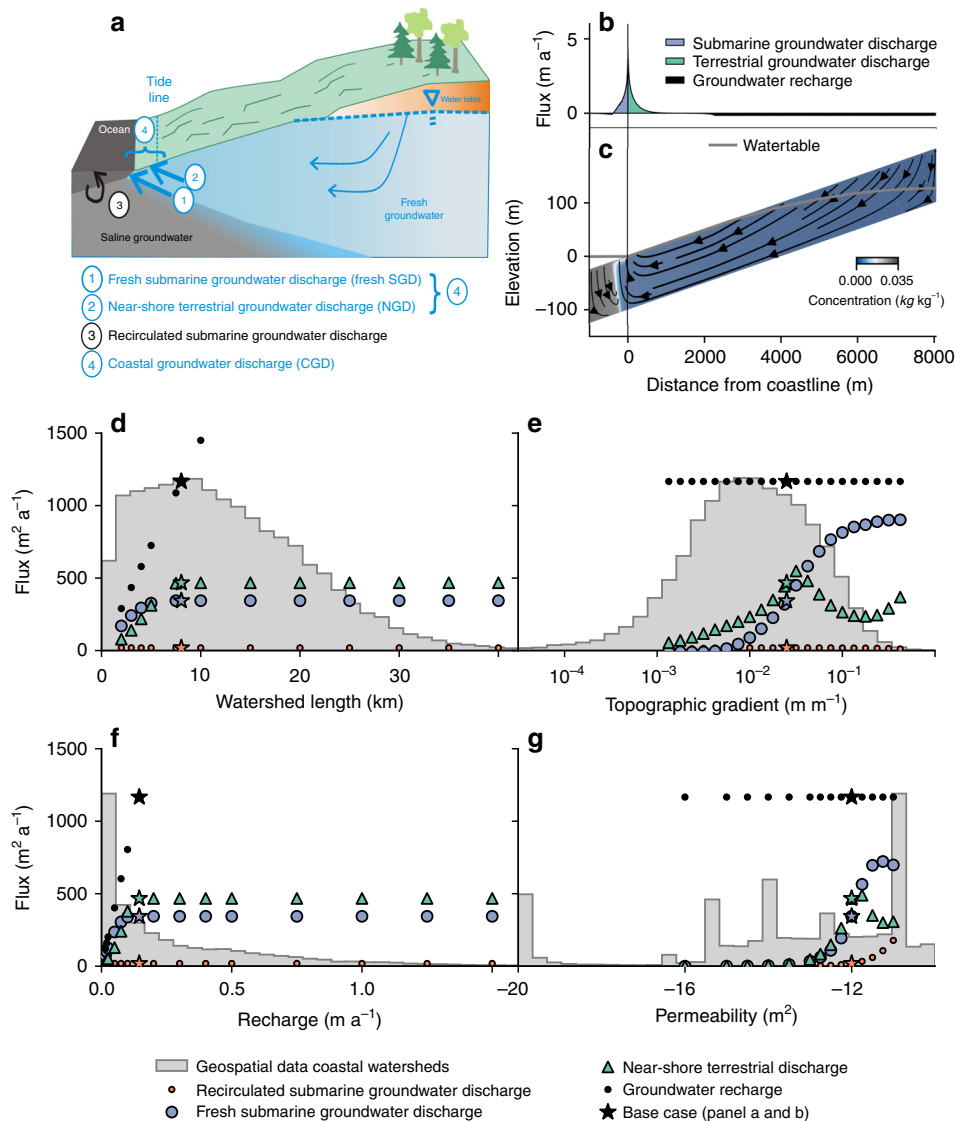 a
Tide
line
Water table
Ocean
4
2
1
3
Fresh
groundwater
Saline groundwater
1 Fresh submarine groundwater discharge (fresh SGD)
2 Near-shore terrestrial groundwater discharge (NGD)
} 4
3 Recirculated submarine groundwater discharge
4 Coastal groundwater discharge (CGD)
b
Flux (m a⁻¹)
5
0
Submarine groundwater discharge
Terrestrial groundwater discharge
Groundwater recharge
c
Watertable
Elevation (m)
100
0
−100
0.000 0.035
Concentration (kg kg⁻¹)
0 2000 4000 6000 8000
Distance from coastline (m)
d
Flux (m² a⁻¹)
1500
1000
500
0
0 10 20 30
Watershed length (km)
e
10⁻⁴ 10⁻³ 10⁻² 10⁻¹
Topographic gradient (m m⁻¹)
f
Flux (m² a⁻¹)
1500
1000
500
0
0.0 0.5 1.0
Recharge (m a⁻¹)
g
−20 −16 −12
Permeability (m²)
Geospatial data coastal watersheds
Recirculated submarine groundwater discharge
Fresh submarine groundwater discharge
Near-shore terrestrial discharge
Groundwater recharge
Base case (panel a and b)